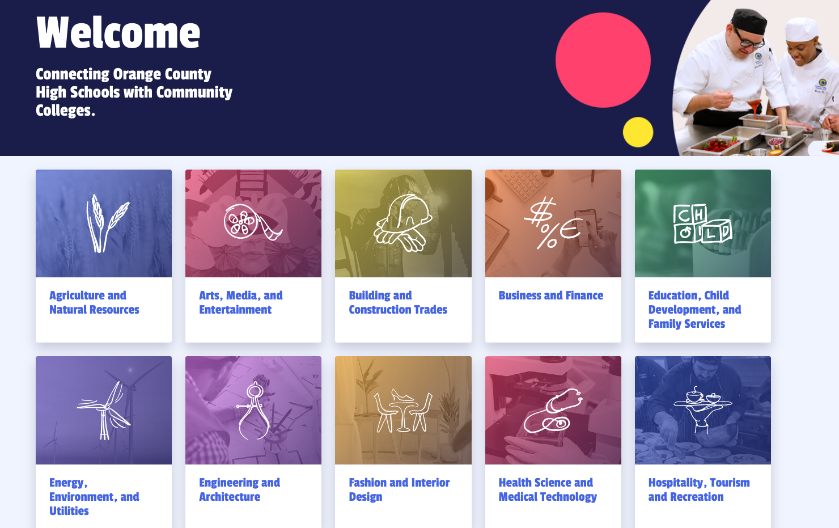 Welcome
Connecting Orange County
High Schools with Community
Colleges.
$
% €
C H
I L D
Agriculture and
Natural Resources
Arts, Media, and
Entertainment
Building and
Construction Trades
Business and Finance
Education, Child
Development, and
Family Services
Energy,
Environment, and
Utilities
Engineering and
Architecture
Fashion and Interior
Design
Health Science and
Medical Technology
Hospitality, Tourism
and Recreation